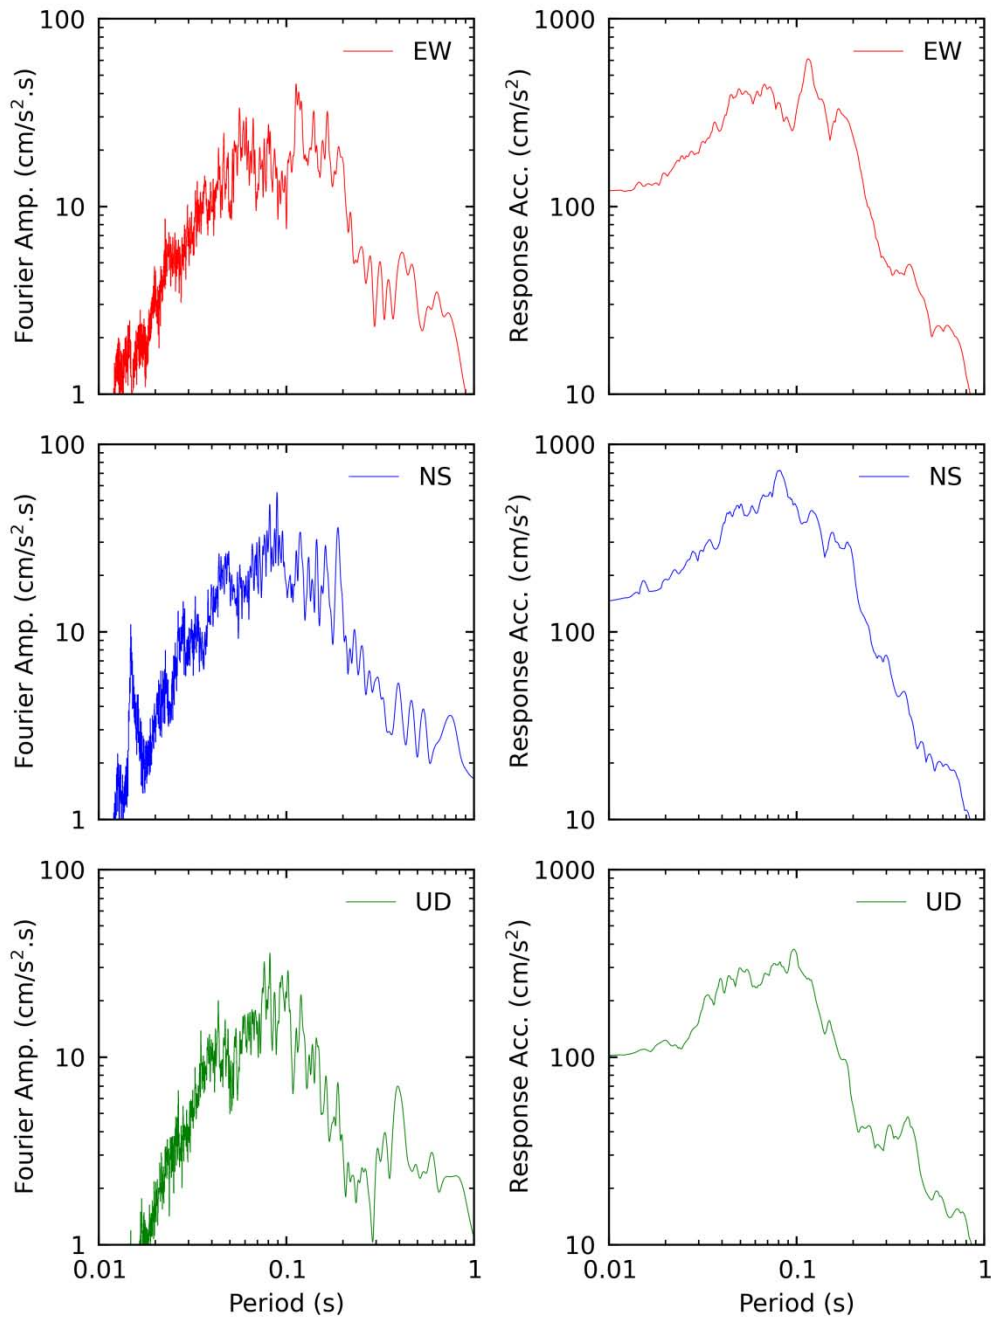 100
EW
10
1
Fourier Amp. (cm/s².s)
1000
EW
100
10
Response Acc. (cm/s²)
100
NS
10
1
Fourier Amp. (cm/s².s)
1000
NS
100
10
Response Acc. (cm/s²)
100
UD
10
1
Fourier Amp. (cm/s².s)
0.01 0.1 1
Period (s)
1000
UD
100
10
Response Acc. (cm/s²)
0.01 0.1 1
Period (s)